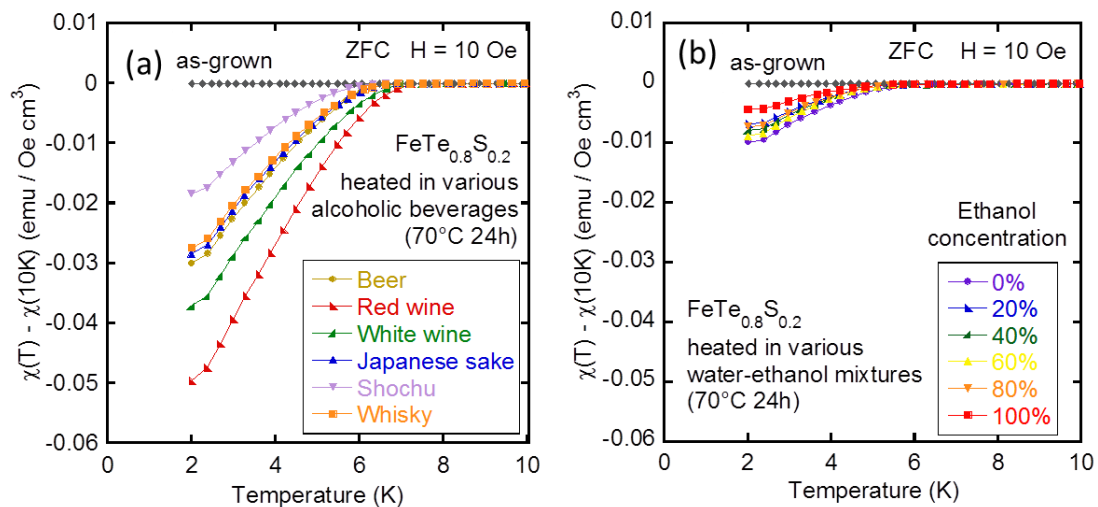 (a)
ZFC H = 10 Oe
as-grown
FeTe0.8S0.2
heated in various
alcoholic beverages
(70°C 24h)
Beer
Red wine
White wine
Japanese sake
Shochu
Whisky
0.01
0
-0.01
-0.02
-0.03
-0.04
-0.05
-0.06
χ(T) - χ(10K) (emu / Oe cm3)
0 2 4 6 8 10
Temperature (K)
(b)
ZFC H = 10 Oe
as-grown
Ethanol
concentration
0%
20%
40%
60%
80%
100%
FeTe0.8S0.2
heated in various
water-ethanol mixtures
(70°C 24h)
0.01
0
-0.01
-0.02
-0.03
-0.04
-0.05
-0.06
χ(T) - χ(10K) (emu / Oe cm3)
0 2 4 6 8 10
Temperature (K)